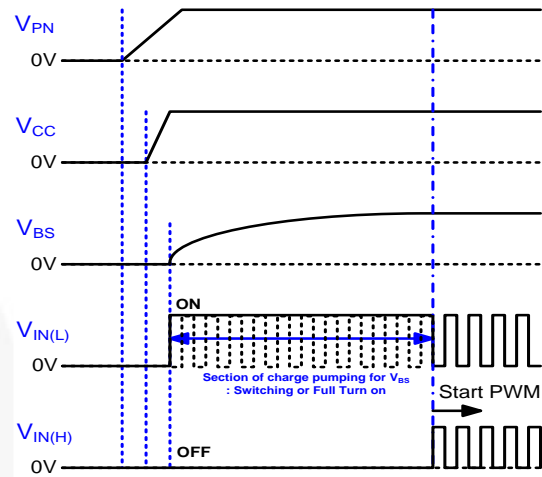 VPN
0V
VCC
0V
VBS
0V
ON
VIN(L)
0V
Section of charge pumping for VBS
: Switching or Full Turn on
Start PWM
VIN(H)
OFF
0V